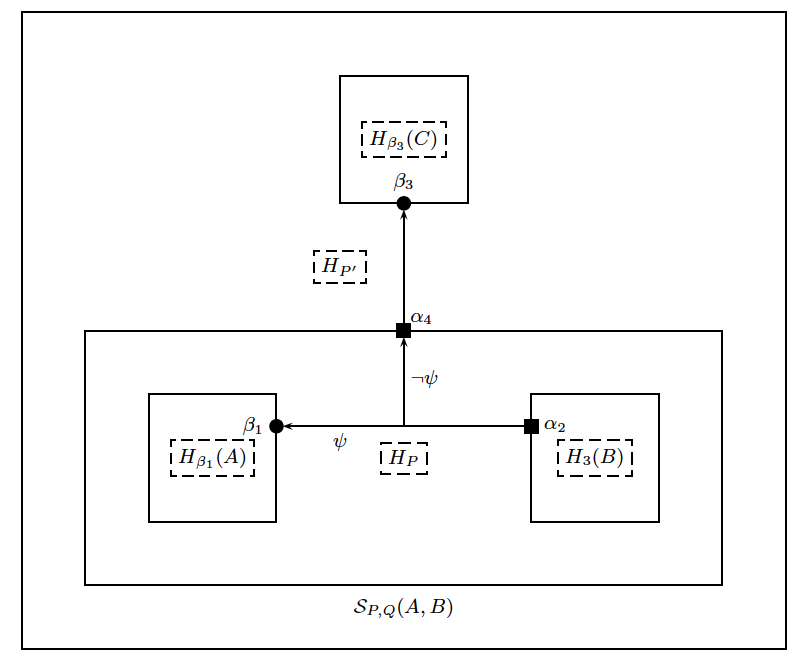 H_{β_3}(C)
β_3
H_{P'}
α_4
¬ψ
β_1
α_2
ψ
H_{β_1}(A)
H_P
H_3(B)
𝒮_{P,Q}(A, B)